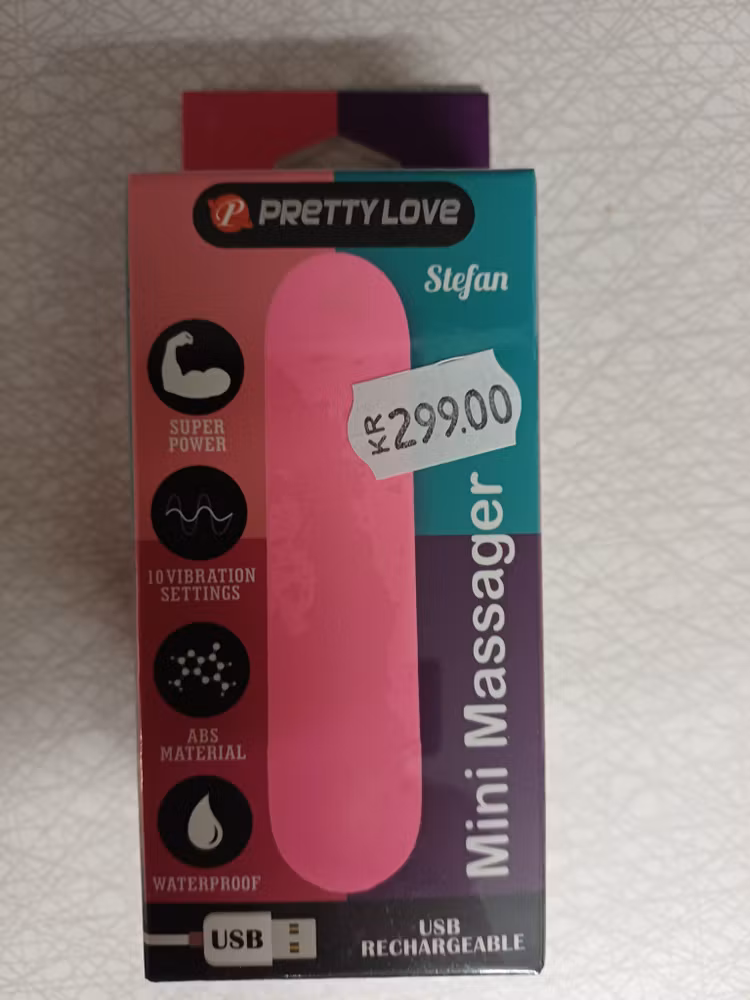 P PRETTY LOVE
Stefan
KR 299.00
SUPER
POWER
10 VIBRATION
SETTINGS
ABS
MATERIAL
WATERPROOF
Mini Massager
USB
USB
RECHARGEABLE